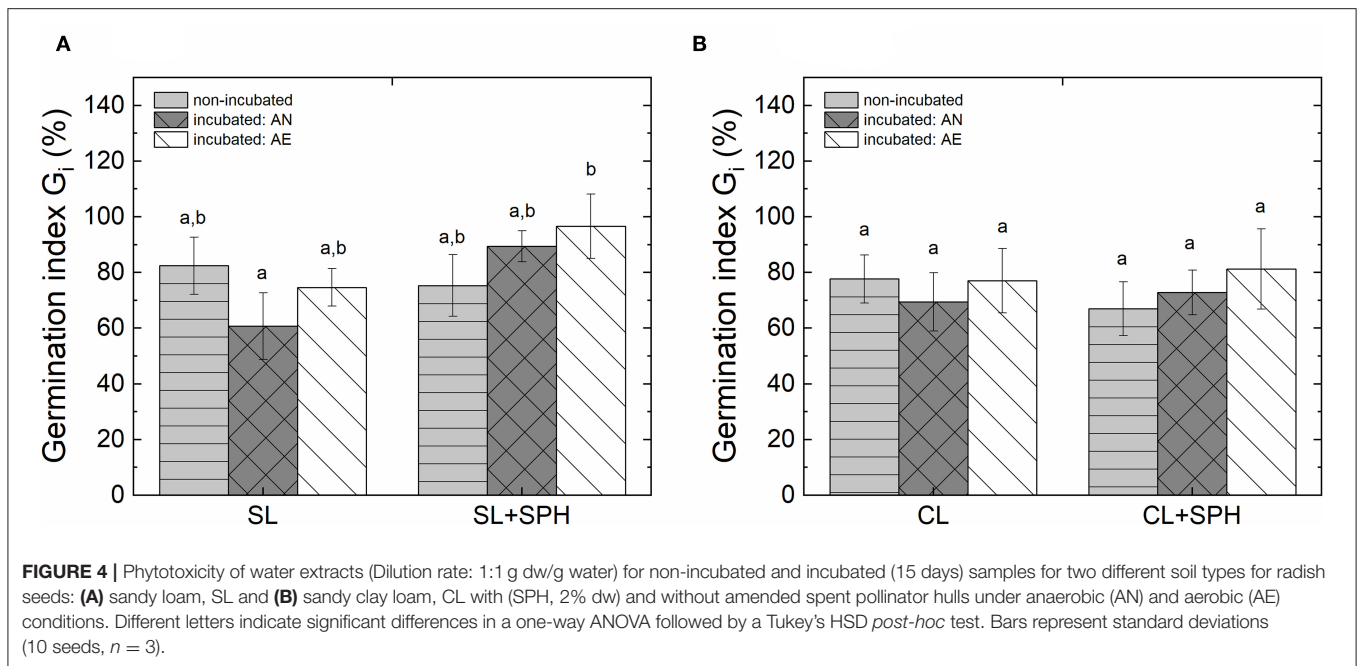 A
Germination index Gi (%)
140
120
100
80
60
40
20
0
non-incubated
incubated: AN
incubated: AE
a,b
a
a,b
a,b
a,b
b
SL
SL+SPH
B
Germination index Gi (%)
140
120
100
80
60
40
20
0
non-incubated
incubated: AN
incubated: AE
a
a
a
a
a
a
CL
CL+SPH
FIGURE 4 | Phytotoxicity of water extracts (Dilution rate: 1:1 g dw/g water) for non-incubated and incubated (15 days) samples for two different soil types for radish
seeds: (A) sandy loam, SL and (B) sandy clay loam, CL with (SPH, 2% dw) and without amended spent pollinator hulls under anaerobic (AN) and aerobic (AE)
conditions. Different letters indicate significant differences in a one-way ANOVA followed by a Tukey's HSD post-hoc test. Bars represent standard deviations
(10 seeds, n = 3).